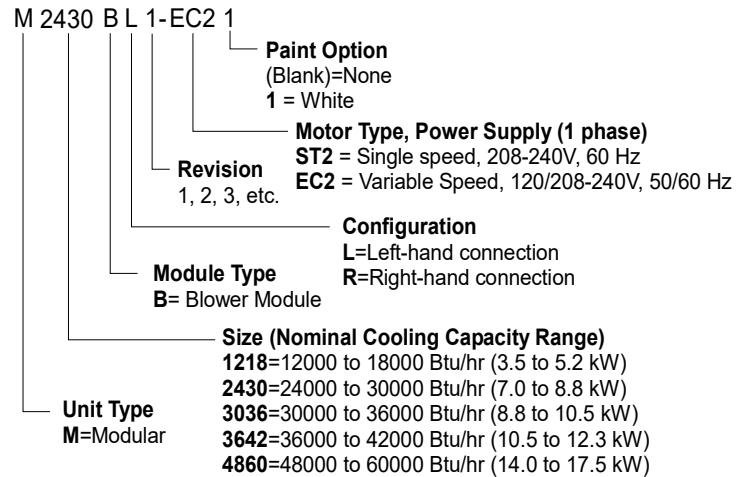 M 2430 B L 1-EC2 1
Paint Option
(Blank)=None
1 = White
Motor Type, Power Supply (1 phase)
ST2 = Single speed, 208-240V, 60 Hz
EC2 = Variable Speed, 120/208-240V, 50/60 Hz
Revision
1, 2, 3, etc.
Configuration
L=Left-hand connection
R=Right-hand connection
Module Type
B= Blower Module
Size (Nominal Cooling Capacity Range)
1218=12000 to 18000 Btu/hr (3.5 to 5.2 kW)
2430=24000 to 30000 Btu/hr (7.0 to 8.8 kW)
3036=30000 to 36000 Btu/hr (8.8 to 10.5 kW)
3642=36000 to 42000 Btu/hr (10.5 to 12.3 kW)
4860=48000 to 60000 Btu/hr (14.0 to 17.5 kW)
Unit Type
M=Modular